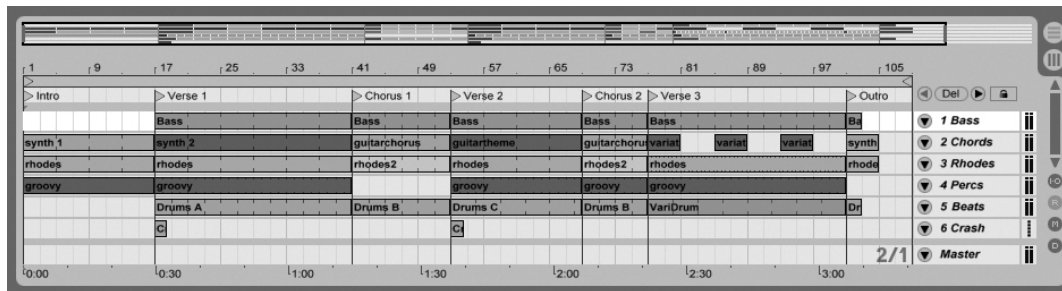 1 9 17 25 33 41 49 57 65 73 81 89 97 105
Intro Verse 1 Chorus 1 Verse 2 Chorus 2 Verse 3 Outro Del
Bass Bass Bass Bass Bass Ba 1 Bass
synth 1 synth 2 guitarchorus guitartheme guitarchorus variat variat variat synth 2 Chords
rhodes rhodes rhodes2 rhodes rhodes2 rhodes rhode 3 Rhodes
groovy groovy groovy groovy groovy 4 Percs
Drums A Drums B Drums C Drums B VariDrum Dr 5 Beats
C C 6 Crash
2/1 Master
0:00 0:30 1:00 1:30 2:00 2:30 3:00
I·O
R
M
D